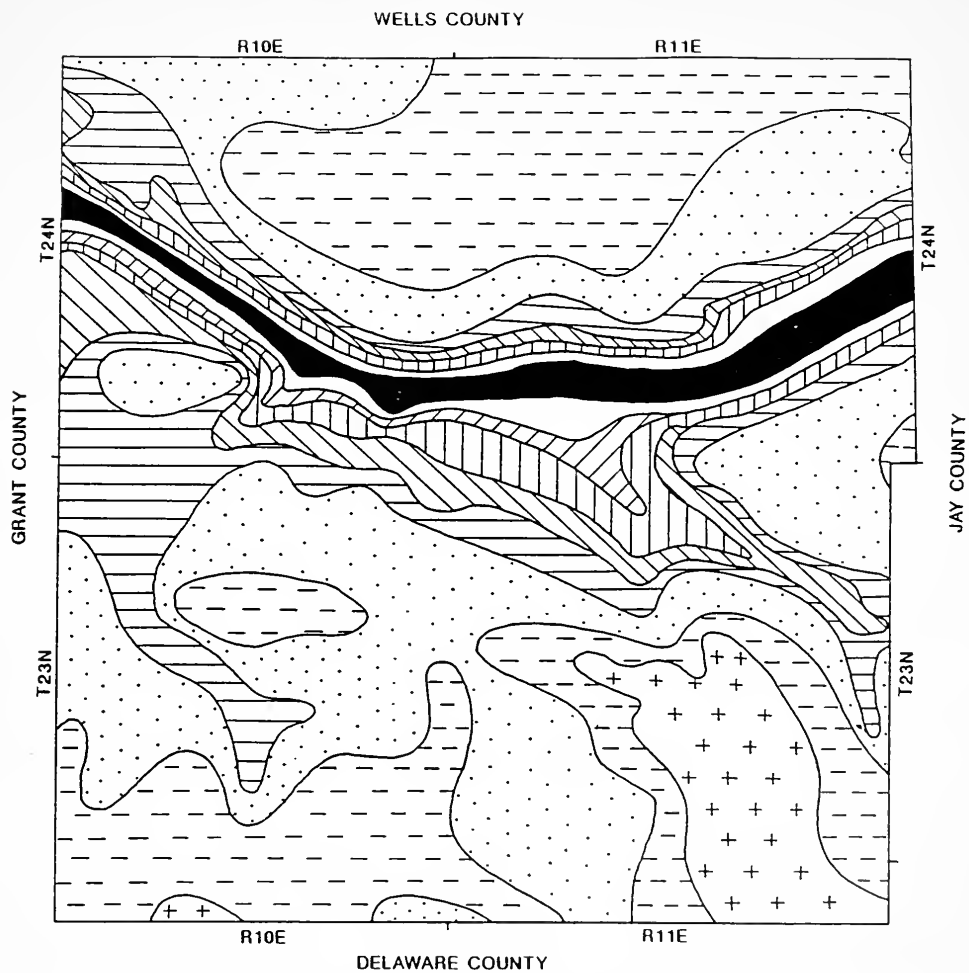 WELLS COUNTY
R10E R11E
T24N T24N
GRANT COUNTY
JAY COUNTY
T23N T23N
R10E R11E
DELAWARE COUNTY